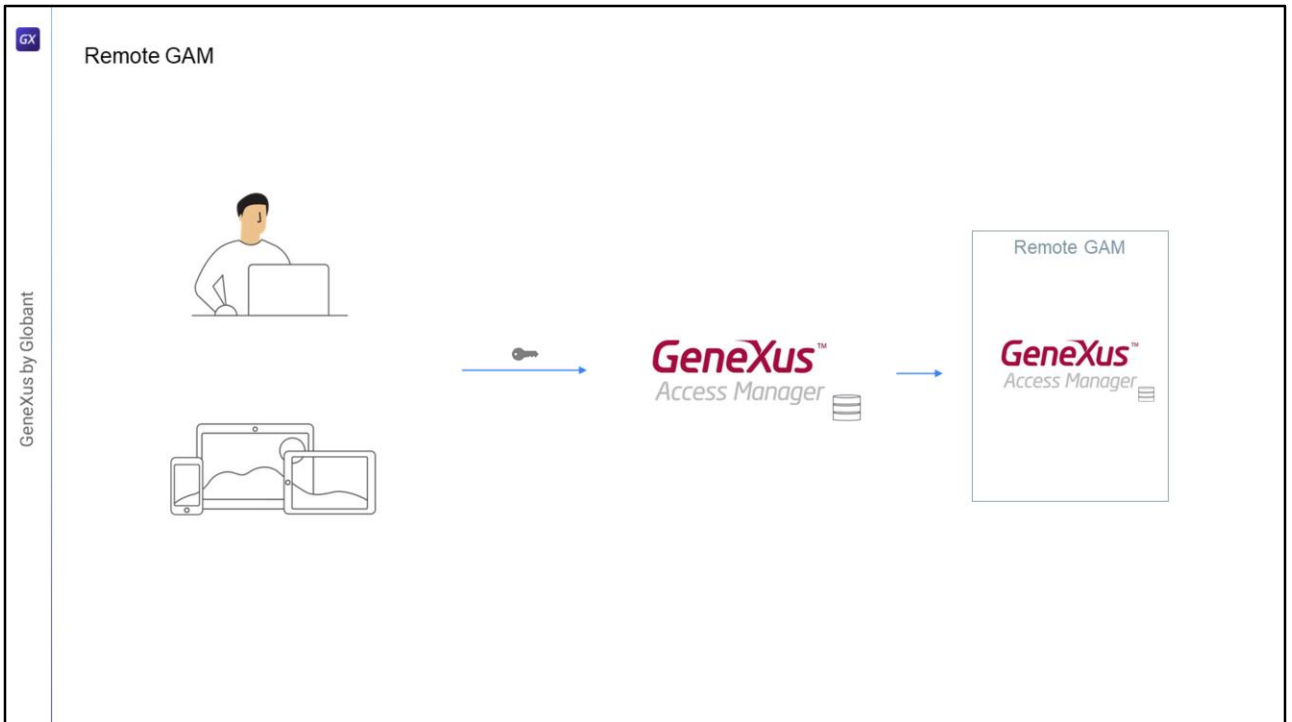 GX
Remote GAM
GeneXus by Globant
GeneXus™
Access Manager
Remote GAM
GeneXus™
Access Manager